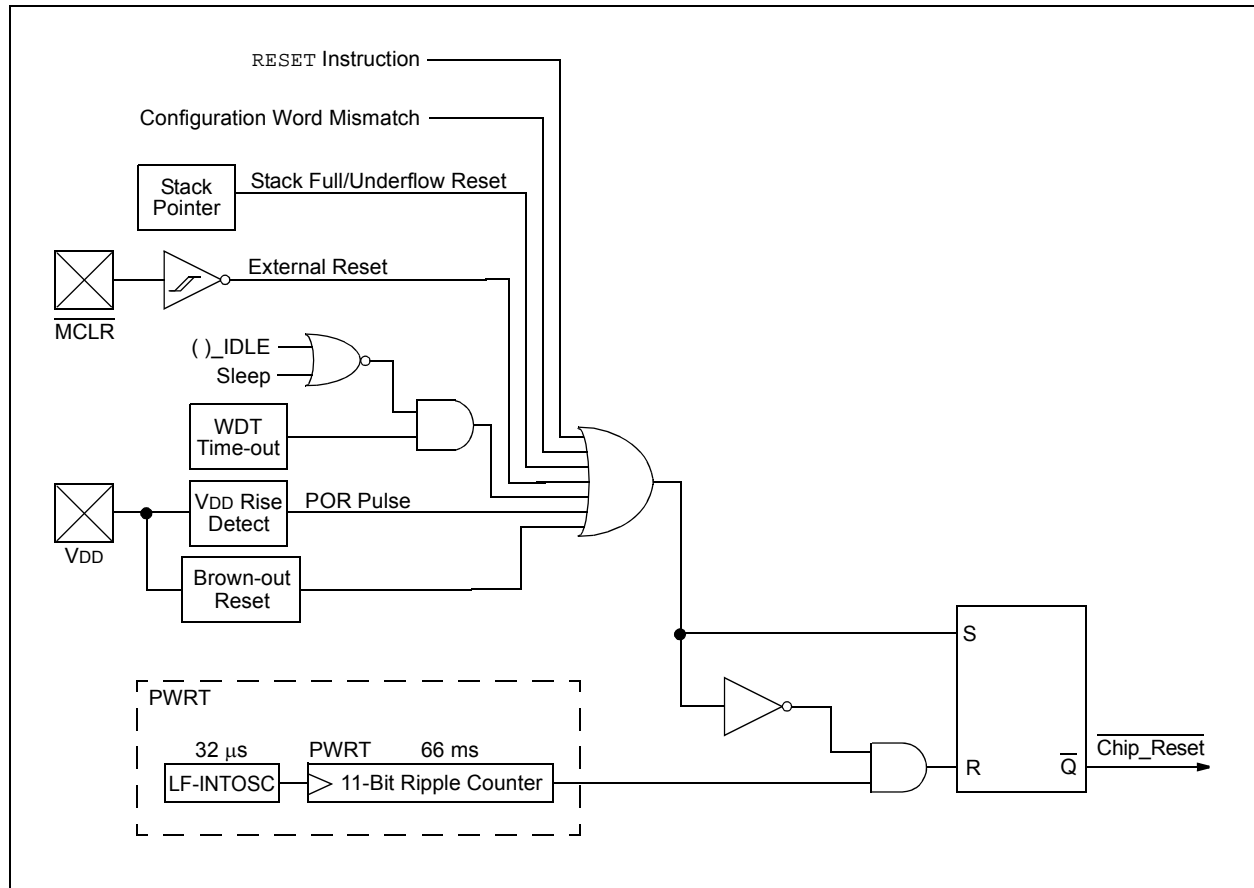 RESET Instruction
Configuration Word Mismatch
Stack
Pointer
Stack Full/Underflow Reset
External Reset
MCLR
( )_IDLE
Sleep
WDT
Time-out
VDD Rise
Detect
POR Pulse
VDD
Brown-out
Reset
S
PWRT
32 μs
PWRT
66 ms
LF-INTOSC
11-Bit Ripple Counter
R
Q
Chip_Reset